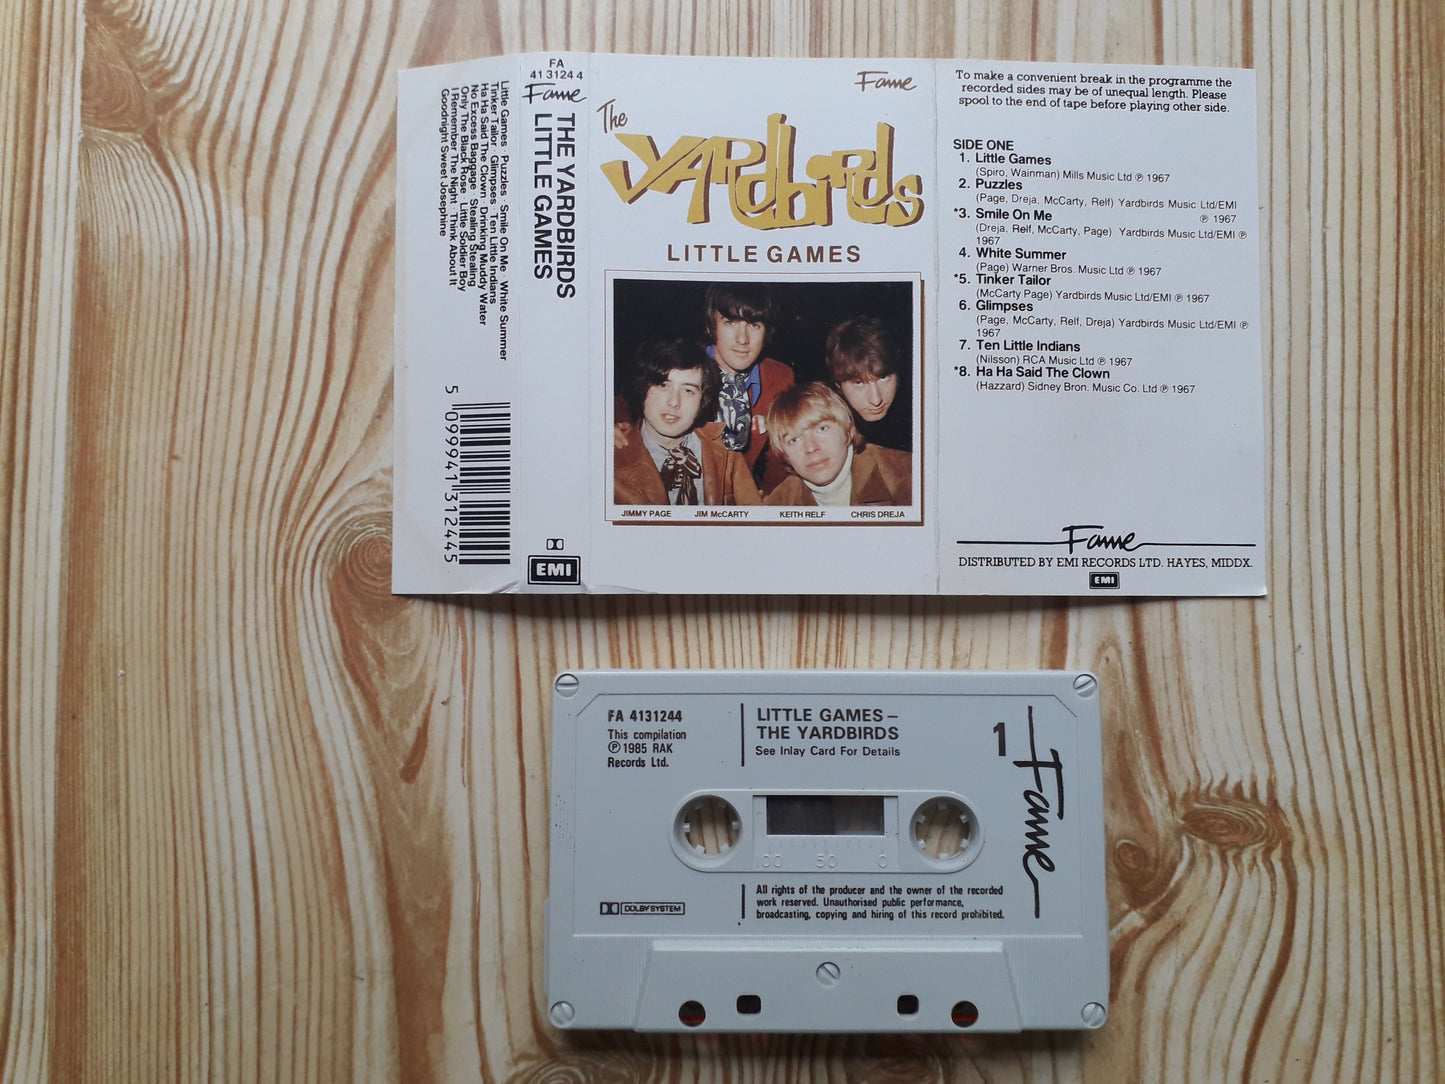 Little Games · Puzzles · Smile On Me · White Summer
Tinker Tailor · Glimpses · Ten Little Indians
Ha Ha Said The Clown · Drinking Muddy Water
No Excess Baggage · Stealing Stealing
Only The Black Rose · Little Soldier Boy
I Remember The Night · Think About It
Goodnight Sweet Josephine
5 099941 312445
FA
41 3124 4
Fame
THE YARDBIRDS
LITTLE GAMES
EMI
Fame
The
YARDbiRds
LITTLE GAMES
JIMMY PAGE JIM McCARTY KEITH RELF CHRIS DREJA
To make a convenient break in the programme the
recorded sides may be of unequal length. Please
spool to the end of tape before playing other side.
SIDE ONE
1. Little Games
(Spiro, Wainman) Mills Music Ltd ℗ 1967
2. Puzzles
(Page, Dreja, McCarty, Relf) Yardbirds Music Ltd/EMI
℗ 1967
*3. Smile On Me
(Dreja, Relf, McCarty, Page) Yardbirds Music Ltd/EMI ℗
1967
4. White Summer
(Page) Warner Bros. Music Ltd ℗ 1967
*5. Tinker Tailor
(McCarty Page) Yardbirds Music Ltd/EMI ℗ 1967
6. Glimpses
(Page, McCarty, Relf, Dreja) Yardbirds Music Ltd/EMI ℗
1967
7. Ten Little Indians
(Nilsson) RCA Music Ltd ℗ 1967
*8. Ha Ha Said The Clown
(Hazzard) Sidney Bron. Music Co. Ltd ℗ 1967
Fame
DISTRIBUTED BY EMI RECORDS LTD. HAYES, MIDDX.
EMI
FA 4131244
This compilation
℗ 1985 RAK
Records Ltd.
LITTLE GAMES –
THE YARDBIRDS
See Inlay Card For Details
1
Fame
100 50 0
DOLBY SYSTEM
All rights of the producer and the owner of the recorded
work reserved. Unauthorised public performance,
broadcasting, copying and hiring of this record prohibited.